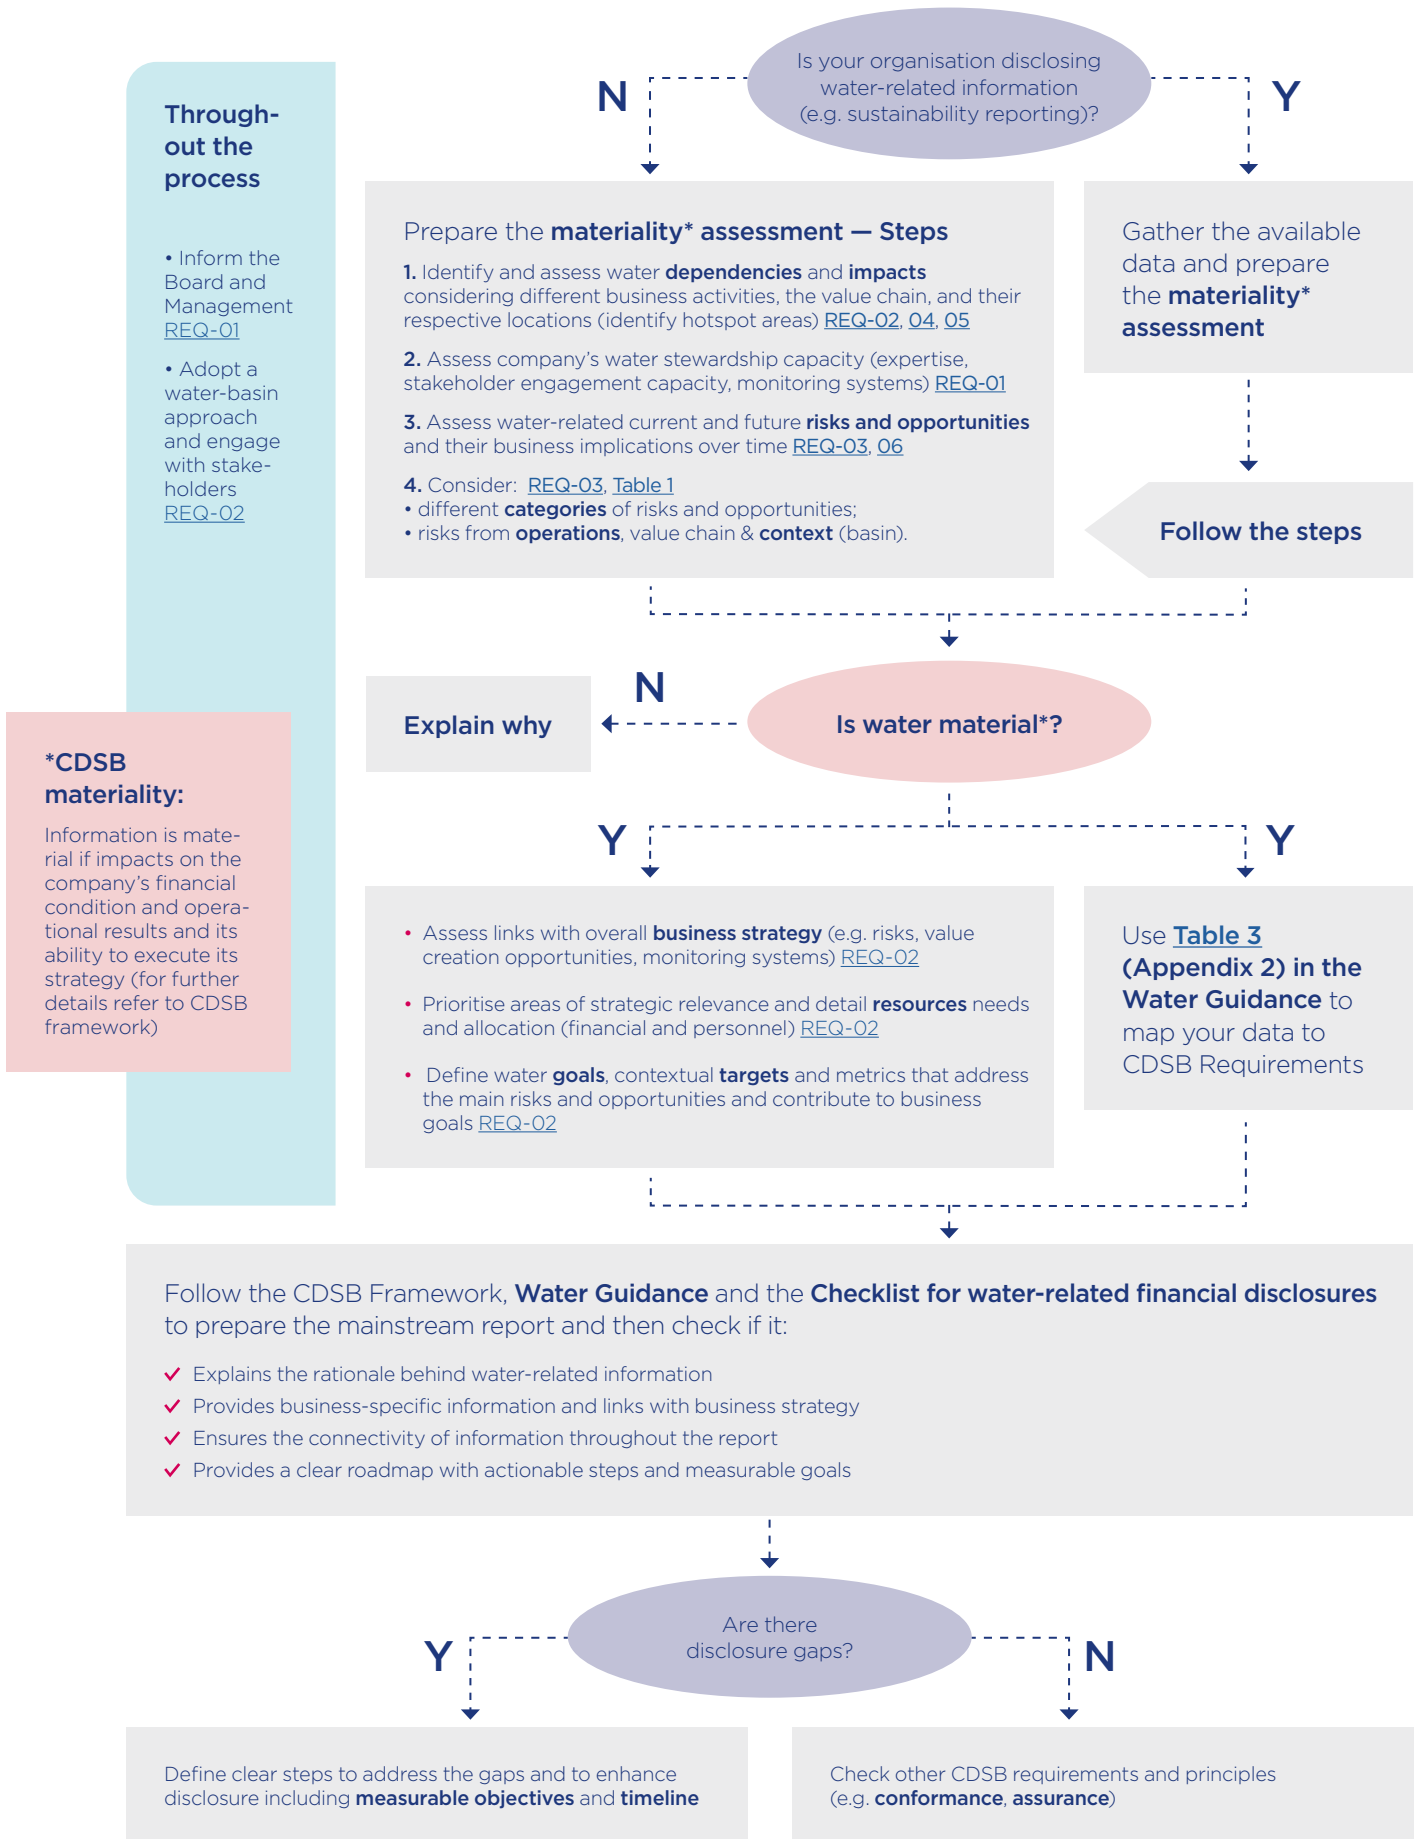 Is your organisation disclosing
water-related information
(e.g. sustainability reporting)?
N
Y
Through-
out the
process
• Inform the
Board and
Management
REQ-01
• Adopt a
water-basin
approach
and engage
with stake-
holders
REQ-02
Prepare the materiality* assessment — Steps
1. Identify and assess water dependencies and impacts
considering different business activities, the value chain, and their
respective locations (identify hotspot areas) REQ-02, 04, 05
2. Assess company's water stewardship capacity (expertise,
stakeholder engagement capacity, monitoring systems) REQ-01
3. Assess water-related current and future risks and opportunities
and their business implications over time REQ-03, 06
4. Consider: REQ-03, Table 1
• different categories of risks and opportunities;
• risks from operations, value chain & context (basin).
Gather the available
data and prepare
the materiality*
assessment
Follow the steps
Is water material*?
N
Explain why
*CDSB
materiality:
Information is mate-
rial if impacts on the
company's financial
condition and opera-
tional results and its
ability to execute its
strategy (for further
details refer to CDSB
framework)
Y
Y
• Assess links with overall business strategy (e.g. risks, value
creation opportunities, monitoring systems) REQ-02
• Prioritise areas of strategic relevance and detail resources needs
and allocation (financial and personnel) REQ-02
• Define water goals, contextual targets and metrics that address
the main risks and opportunities and contribute to business
goals REQ-02
Use Table 3
(Appendix 2) in the
Water Guidance to
map your data to
CDSB Requirements
Follow the CDSB Framework, Water Guidance and the Checklist for water-related financial disclosures
to prepare the mainstream report and then check if it:
✓ Explains the rationale behind water-related information
✓ Provides business-specific information and links with business strategy
✓ Ensures the connectivity of information throughout the report
✓ Provides a clear roadmap with actionable steps and measurable goals
Are there
disclosure gaps?
Y
N
Define clear steps to address the gaps and to enhance
disclosure including measurable objectives and timeline
Check other CDSB requirements and principles
(e.g. conformance, assurance)